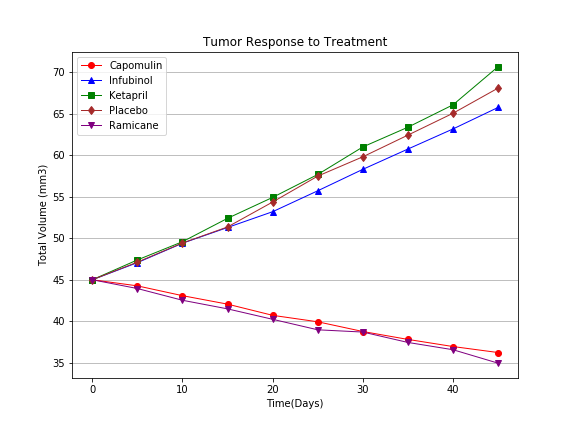 Tumor Response to Treatment
Capomulin
Infubinol
Ketapril
Placebo
Ramicane
Total Volume (mm3)
70
65
60
55
50
45
40
35
0 10 20 30 40
Time(Days)